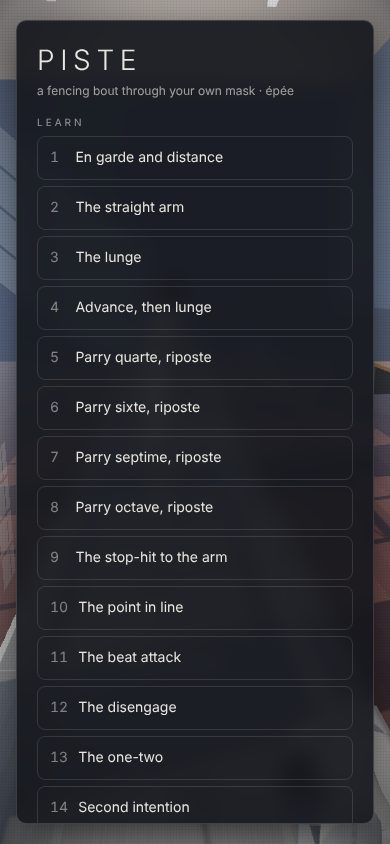 PISTE
a fencing bout through your own mask · épée
LEARN
1 En garde and distance
2 The straight arm
3 The lunge
4 Advance, then lunge
5 Parry quarte, riposte
6 Parry sixte, riposte
7 Parry septime, riposte
8 Parry octave, riposte
9 The stop-hit to the arm
10 The point in line
11 The beat attack
12 The disengage
13 The one-two
14 Second intention